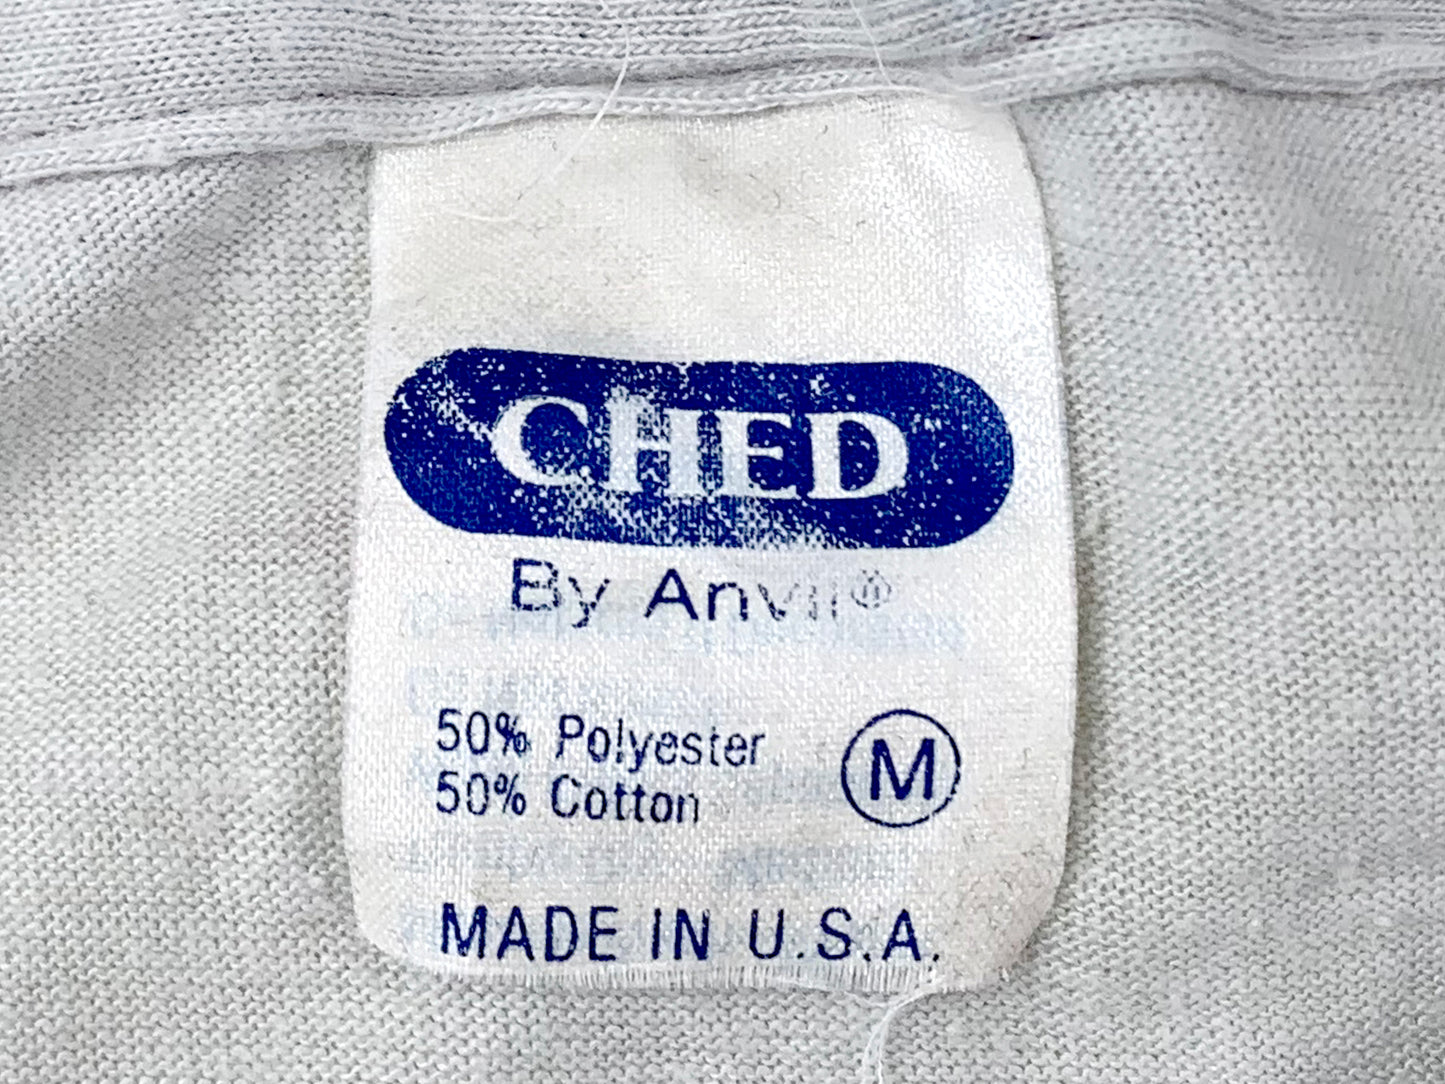 CHED
By Anvil®
50% Polyester
50% Cotton
M
MADE IN U.S.A.